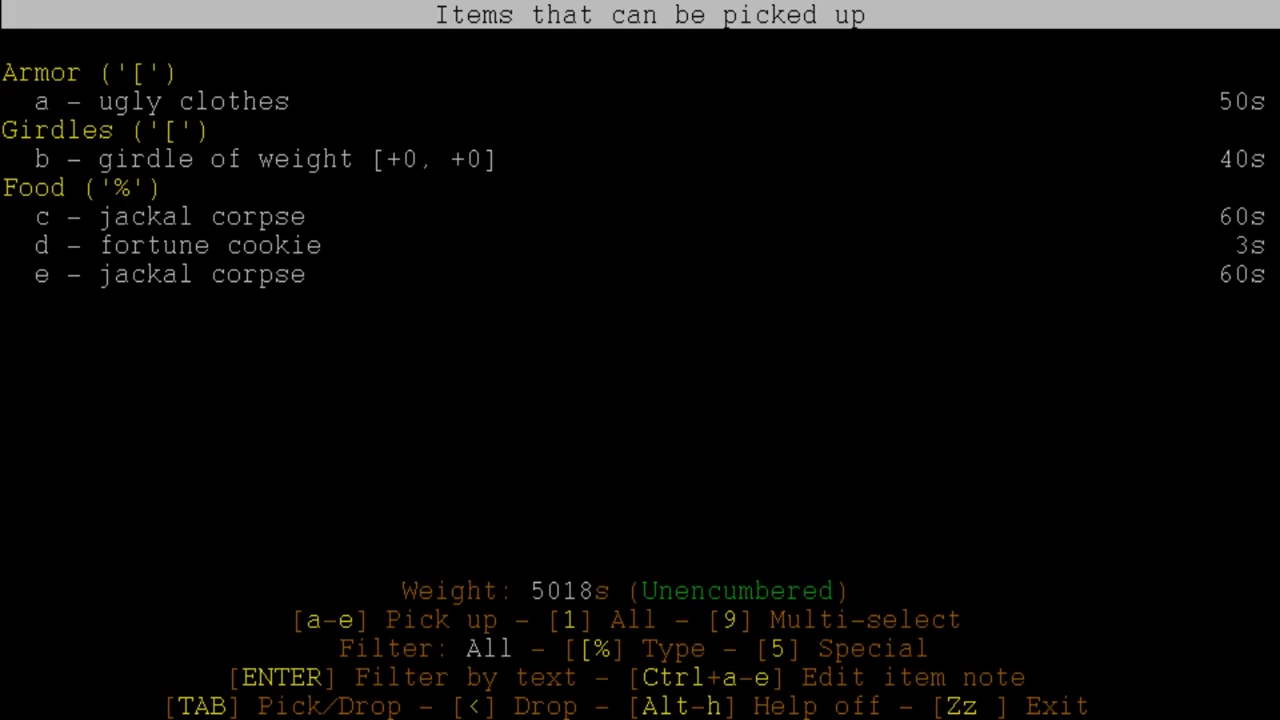 Items that can be picked up
Armor ('[')
a - ugly clothes 50s
Girdles ('[')
b - girdle of weight [+0, +0] 40s
Food ('%')
c - jackal corpse 60s
d - fortune cookie 3s
e - jackal corpse 60s
Weight: 5018s (Unencumbered)
[a-e] Pick up - [1] All - [9] Multi-select
Filter: All - [[%] Type - [5] Special
[ENTER] Filter by text - [Ctrl+a-e] Edit item note
[TAB] Pick/Drop - [<] Drop - [Alt-h] Help off - [Zz ] Exit